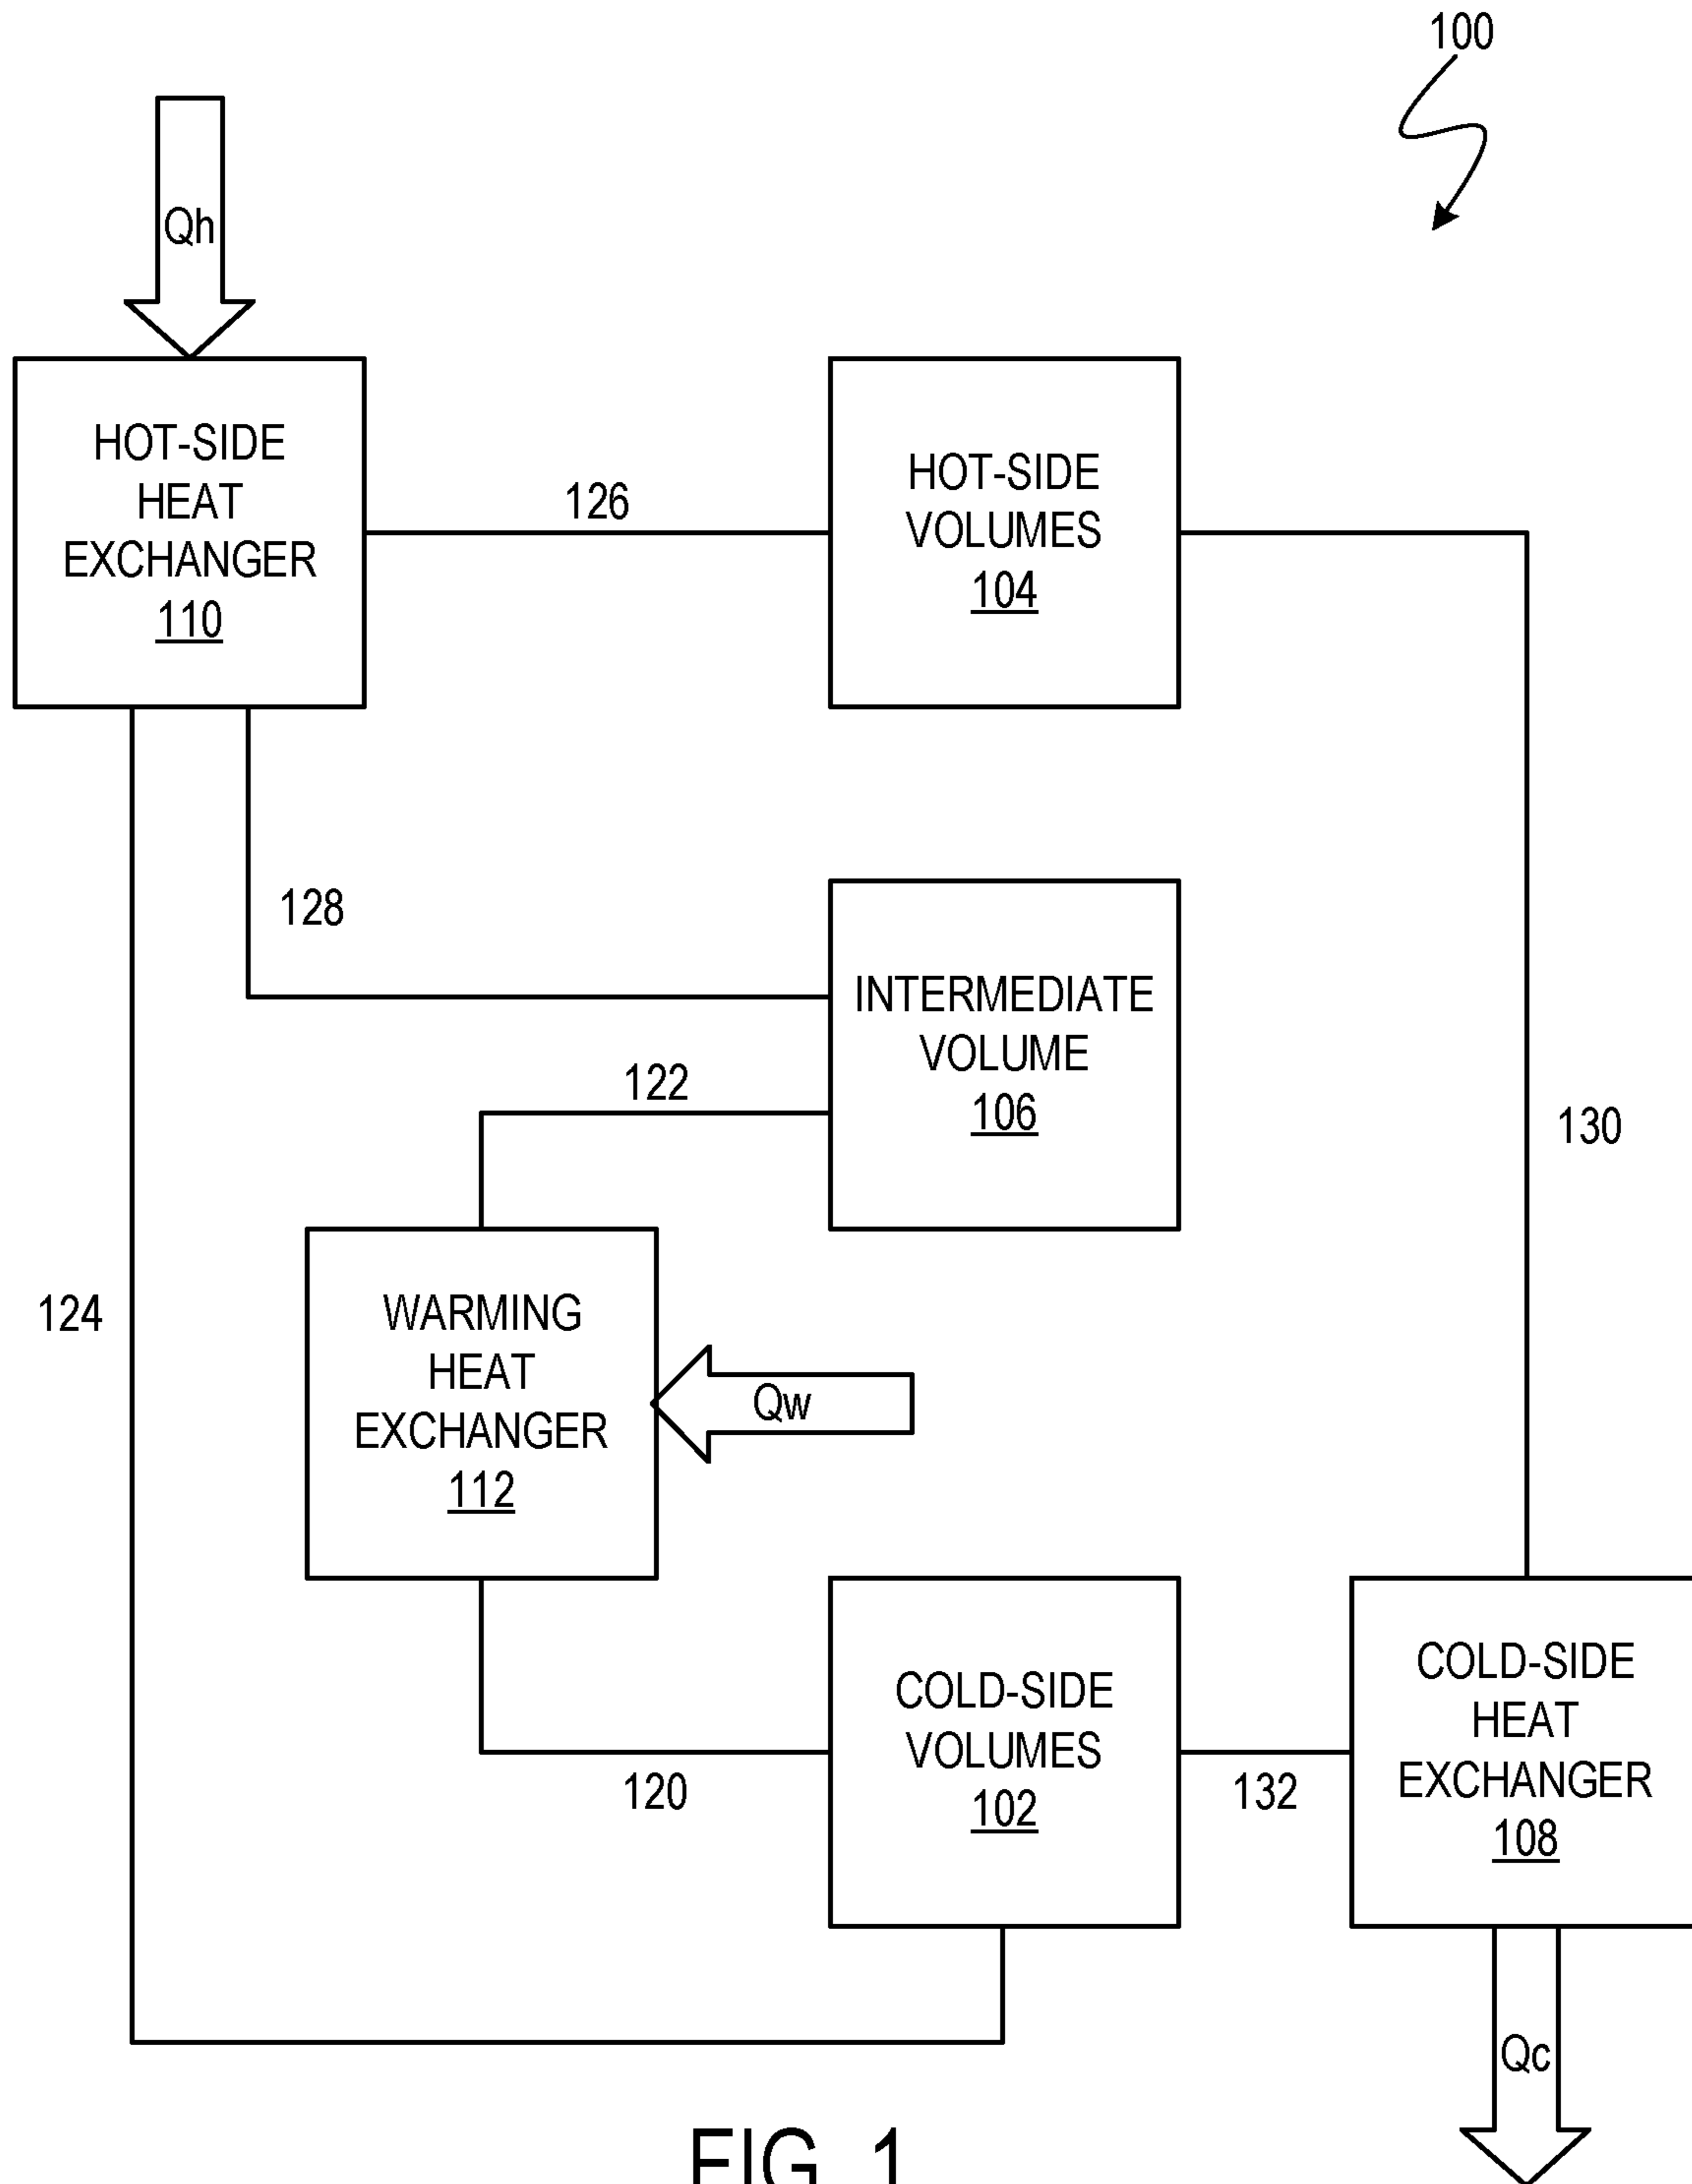 100
Qh
HOT-SIDE
HEAT
EXCHANGER
110
126
HOT-SIDE
VOLUMES
104
128
INTERMEDIATE
VOLUME
106
122
130
124
WARMING
HEAT
EXCHANGER
112
Qw
120
COLD-SIDE
VOLUMES
102
132
COLD-SIDE
HEAT
EXCHANGER
108
Qc
FIG. 1